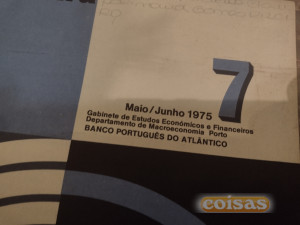 7
Maio/Junho 1975
Gabinete de Estudos Económicos e Financeiros
Departamento de Macroeconomia Porto
BANCO PORTUGUÊS DO ATLÂNTICO
coisas